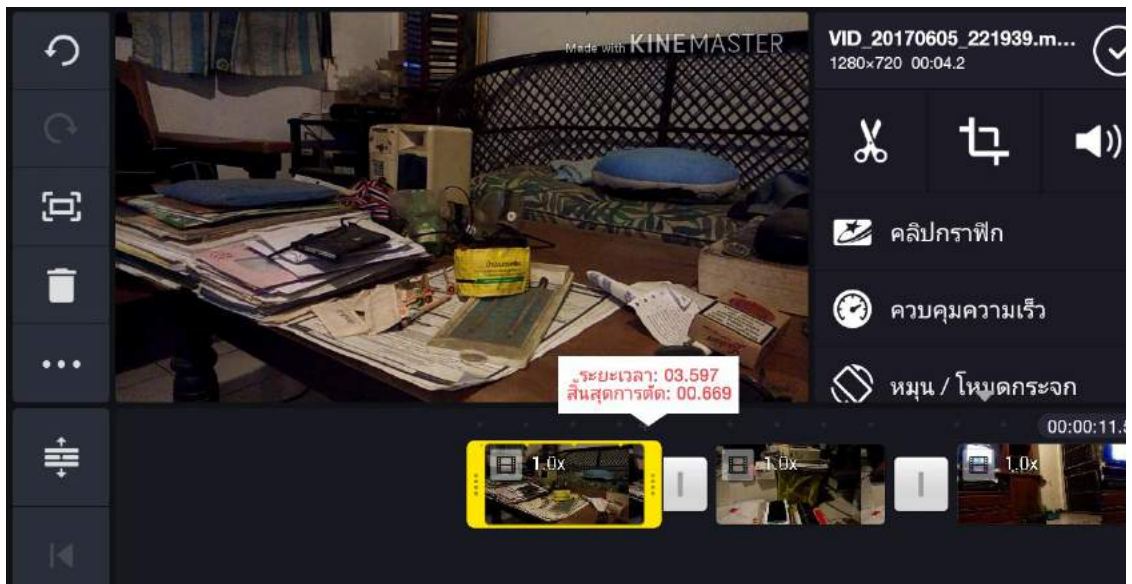 Made with KINEMASTER
VID_20170605_221939.m...
1280×720 00:04.2
คลิปกราฟิก
ควบคุมความเร็ว
หมุน / โหมดกระจก
ระยะเวลา: 03.597
สิ้นสุดการตัด: 00.669
00:00:11.5
1.0x
1.0x
1.0x